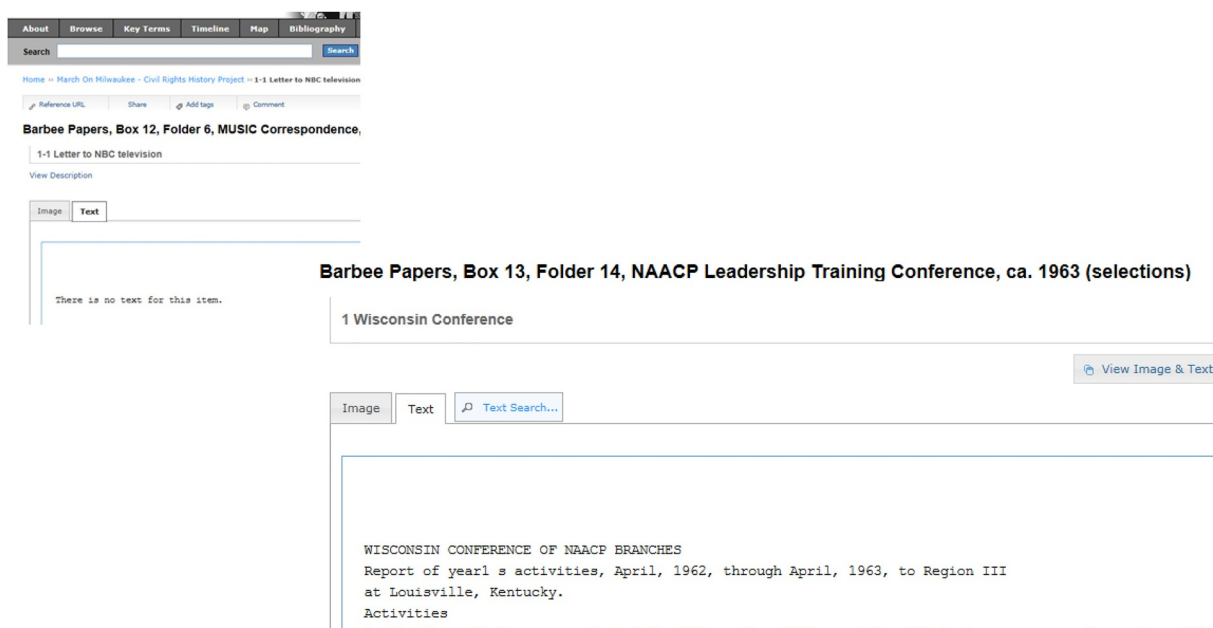 About Browse Key Terms Timeline Map Bibliography
Search Search
Home ›› March On Milwaukee - Civil Rights History Project ›› 1-1 Letter to NBC television
Reference URL Share Add tags Comment
Barbee Papers, Box 12, Folder 6, MUSIC Correspondence,
1-1 Letter to NBC television
View Description
Image Text
There is no text for this item.
Barbee Papers, Box 13, Folder 14, NAACP Leadership Training Conference, ca. 1963 (selections)
1 Wisconsin Conference
View Image & Text
Image Text Text Search...
WISCONSIN CONFERENCE OF NAACP BRANCHES
Report of year1 s activities, April, 1962, through April, 1963, to Region III
at Louisville, Kentucky.
Activities